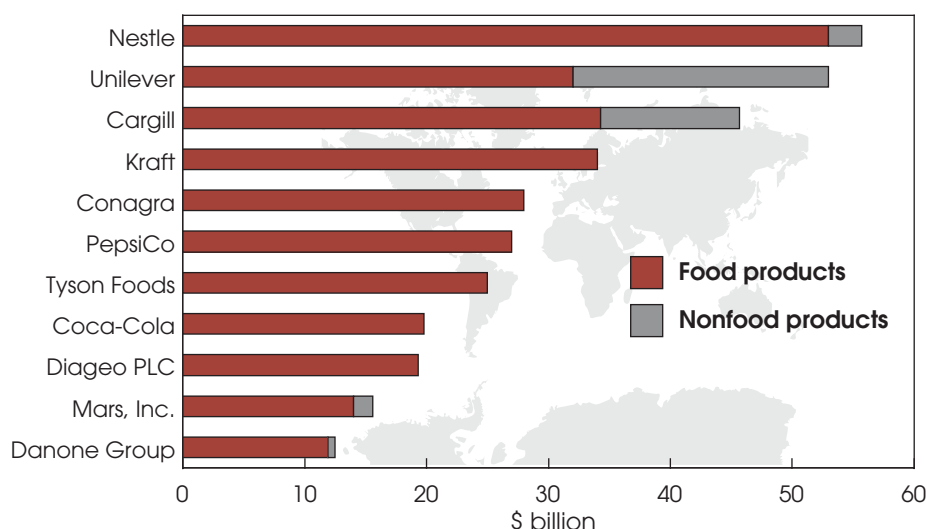 Nestle
Unilever
Cargill
Kraft
Conagra
PepsiCo
Tyson Foods
Coca-Cola
Diageo PLC
Mars, Inc.
Danone Group
Food products
Nonfood products
0 10 20 30 40 50 60
$ billion